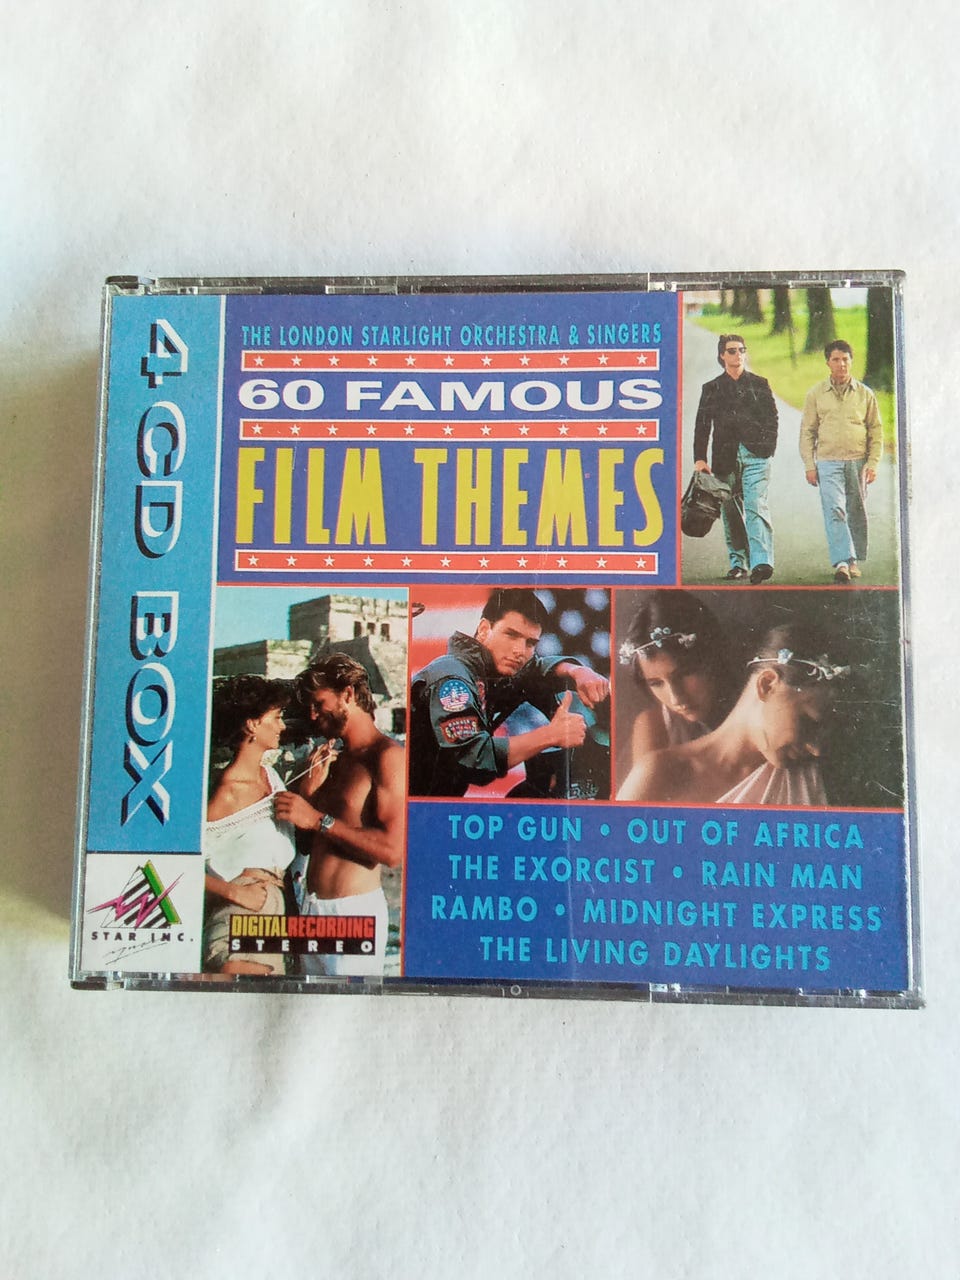 4 CD BOX
THE LONDON STARLIGHT ORCHESTRA & SINGERS
60 FAMOUS
FILM THEMES
TOP GUN • OUT OF AFRICA
THE EXORCIST • RAIN MAN
RAMBO • MIDNIGHT EXPRESS
THE LIVING DAYLIGHTS
DIGITAL RECORDING
STEREO
STAR INC.